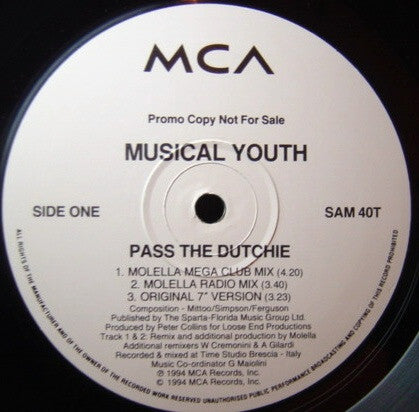 MCA
Promo Copy Not For Sale
MUSICAL YOUTH
SIDE ONE
SAM 40T
PASS THE DUTCHIE
1. MOLELLA MEGA CLUB MIX (4.20)
2. MOLELLA RADIO MIX (3.40)
3. ORIGINAL 7" VERSION (3.23)
Composition - Mittoo/Simpson/Ferguson
Published by The Sparta-Florida Music Group Ltd.
Produced by Peter Collins for Loose End Productions
Track 1 & 2: Remix and additional production by Molella
Additional remixers W Cremonini & A Gilardi
Recorded & mixed at Time Studio Brescia - Italy
Music Co-ordinator G Maiolini
℗ 1994 MCA Records, Inc.
© 1994 MCA Records, Inc.
ALL RIGHTS OF THE MANUFACTURER AND OF THE OWNER OF THE RECORDED WORK RESERVED UNAUTHORISED PUBLIC PERFORMANCE BROADCASTING AND COPYING OF THIS RECORD PROHIBITED